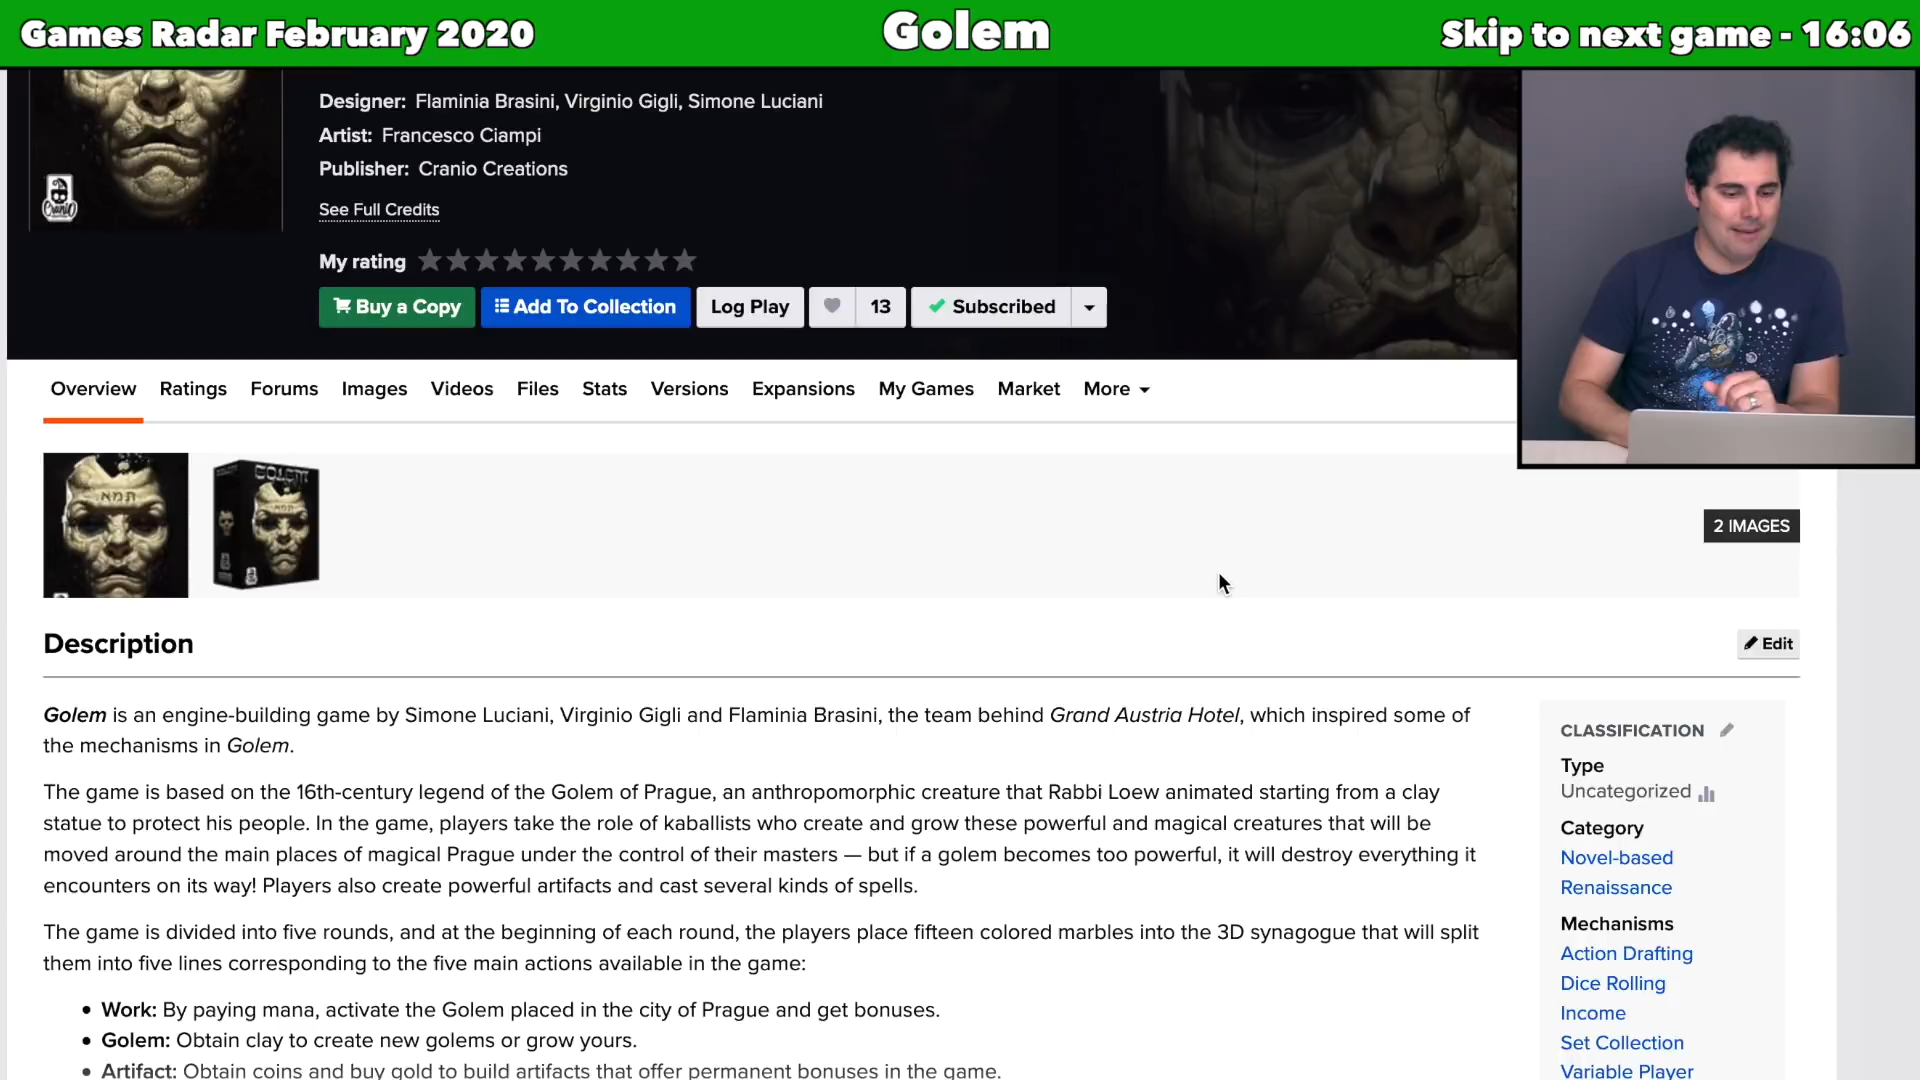 Games Radar February 2020
Golem
Skip to next game - 16:06
Designer: Flaminia Brasini, Virginio Gigli, Simone Luciani
Artist: Francesco Ciampi
Publisher: Cranio Creations
See Full Credits
My rating
Buy a Copy
Add To Collection
Log Play
13
Subscribed
Cranio
Overview
Ratings
Forums
Images
Videos
Files
Stats
Versions
Expansions
My Games
Market
More
GOLEM
2 IMAGES
Description
Edit
Golem is an engine-building game by Simone Luciani, Virginio Gigli and Flaminia Brasini, the team behind Grand Austria Hotel, which inspired some of
the mechanisms in Golem.
The game is based on the 16th-century legend of the Golem of Prague, an anthropomorphic creature that Rabbi Loew animated starting from a clay
statue to protect his people. In the game, players take the role of kaballists who create and grow these powerful and magical creatures that will be
moved around the main places of magical Prague under the control of their masters — but if a golem becomes too powerful, it will destroy everything it
encounters on its way! Players also create powerful artifacts and cast several kinds of spells.
The game is divided into five rounds, and at the beginning of each round, the players place fifteen colored marbles into the 3D synagogue that will split
them into five lines corresponding to the five main actions available in the game:
• Work: By paying mana, activate the Golem placed in the city of Prague and get bonuses.
• Golem: Obtain clay to create new golems or grow yours.
• Artifact: Obtain coins and buy gold to build artifacts that offer permanent bonuses in the game.
CLASSIFICATION
Type
Uncategorized
Category
Novel-based
Renaissance
Mechanisms
Action Drafting
Dice Rolling
Income
Set Collection
Variable Player